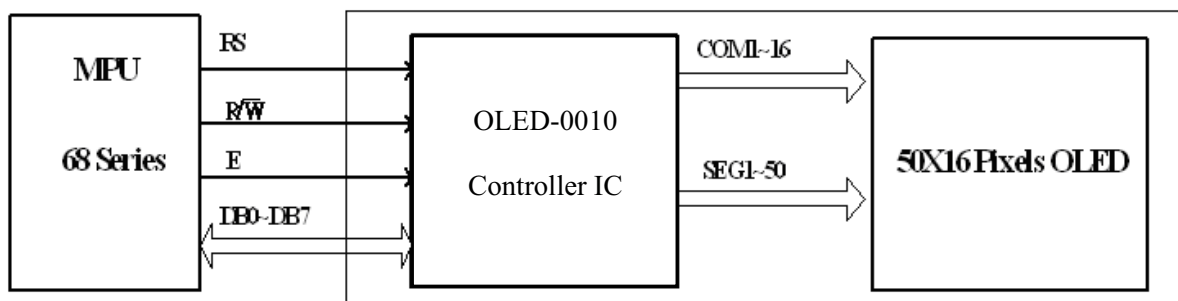 MPU
68 Series
RS
R/W̅
E
DB0~DB7
OLED-0010
Controller IC
COM1~16
SEG1~50
50X16 Pixels OLED